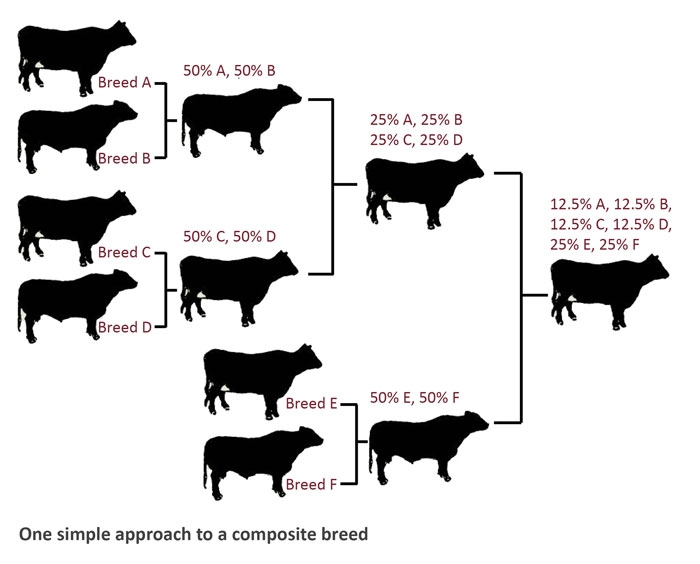 Breed A
50% A, 50% B
Breed B
25% A, 25% B
25% C, 25% D
Breed C
50% C, 50% D
Breed D
12.5% A, 12.5% B,
12.5% C, 12.5% D,
25% E, 25% F
Breed E
50% E, 50% F
Breed F
One simple approach to a composite breed